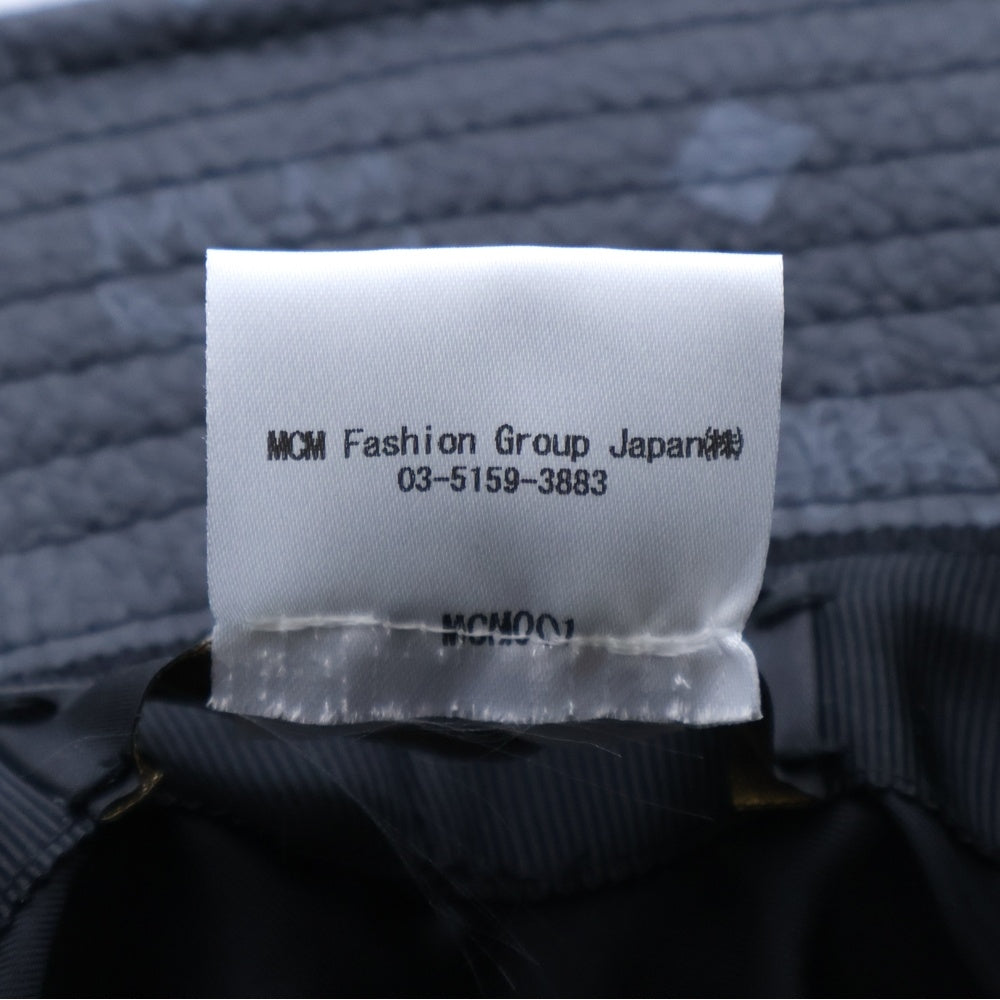 MCM Fashion Group Japan㈱
03-5159-3883
MCM001